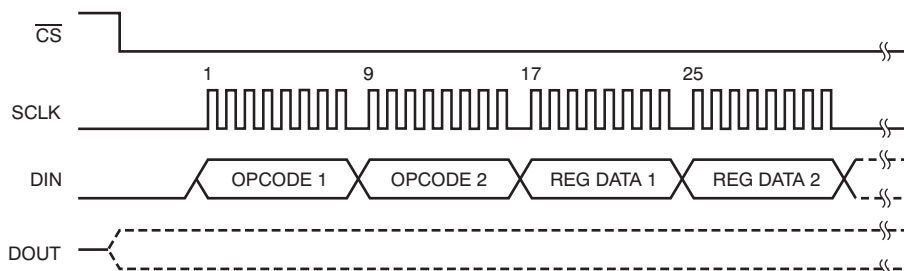 CS
1 9 17 25
SCLK
DIN OPCODE 1 OPCODE 2 REG DATA 1 REG DATA 2
DOUT